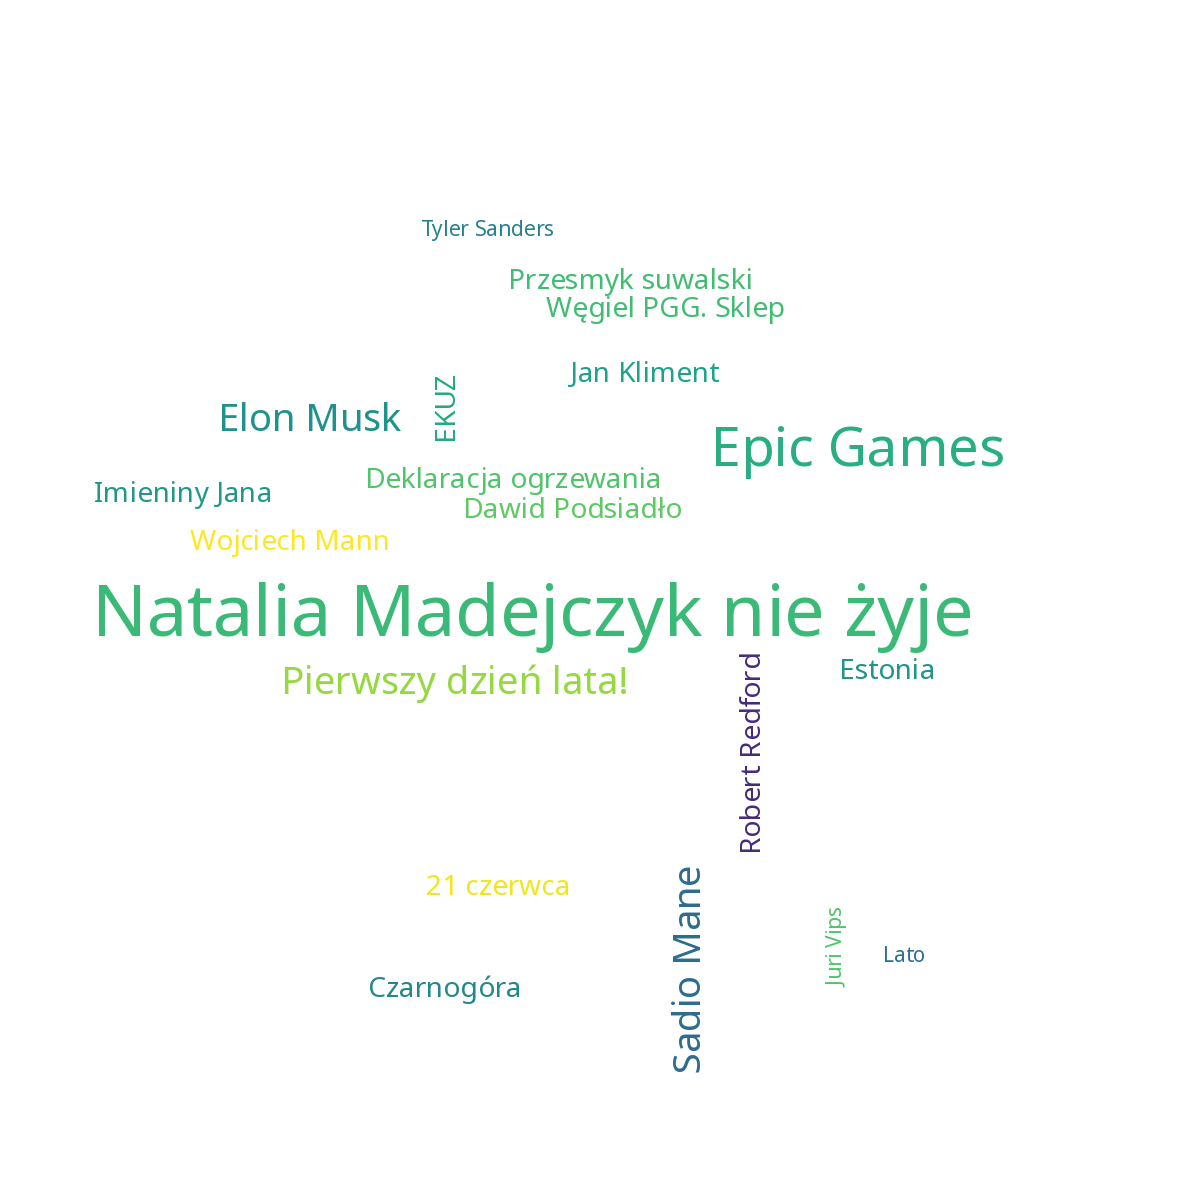 Tyler Sanders
Przesmyk suwalski
Węgiel PGG. Sklep
Jan Kliment
EKUZ
Elon Musk
Epic Games
Deklaracja ogrzewania
Imieniny Jana
Dawid Podsiadło
Wojciech Mann
Natalia Madejczyk nie żyje
Pierwszy dzień lata!
Estonia
Robert Redford
21 czerwca
Sadio Mane
Juri Vips
Lato
Czarnogóra